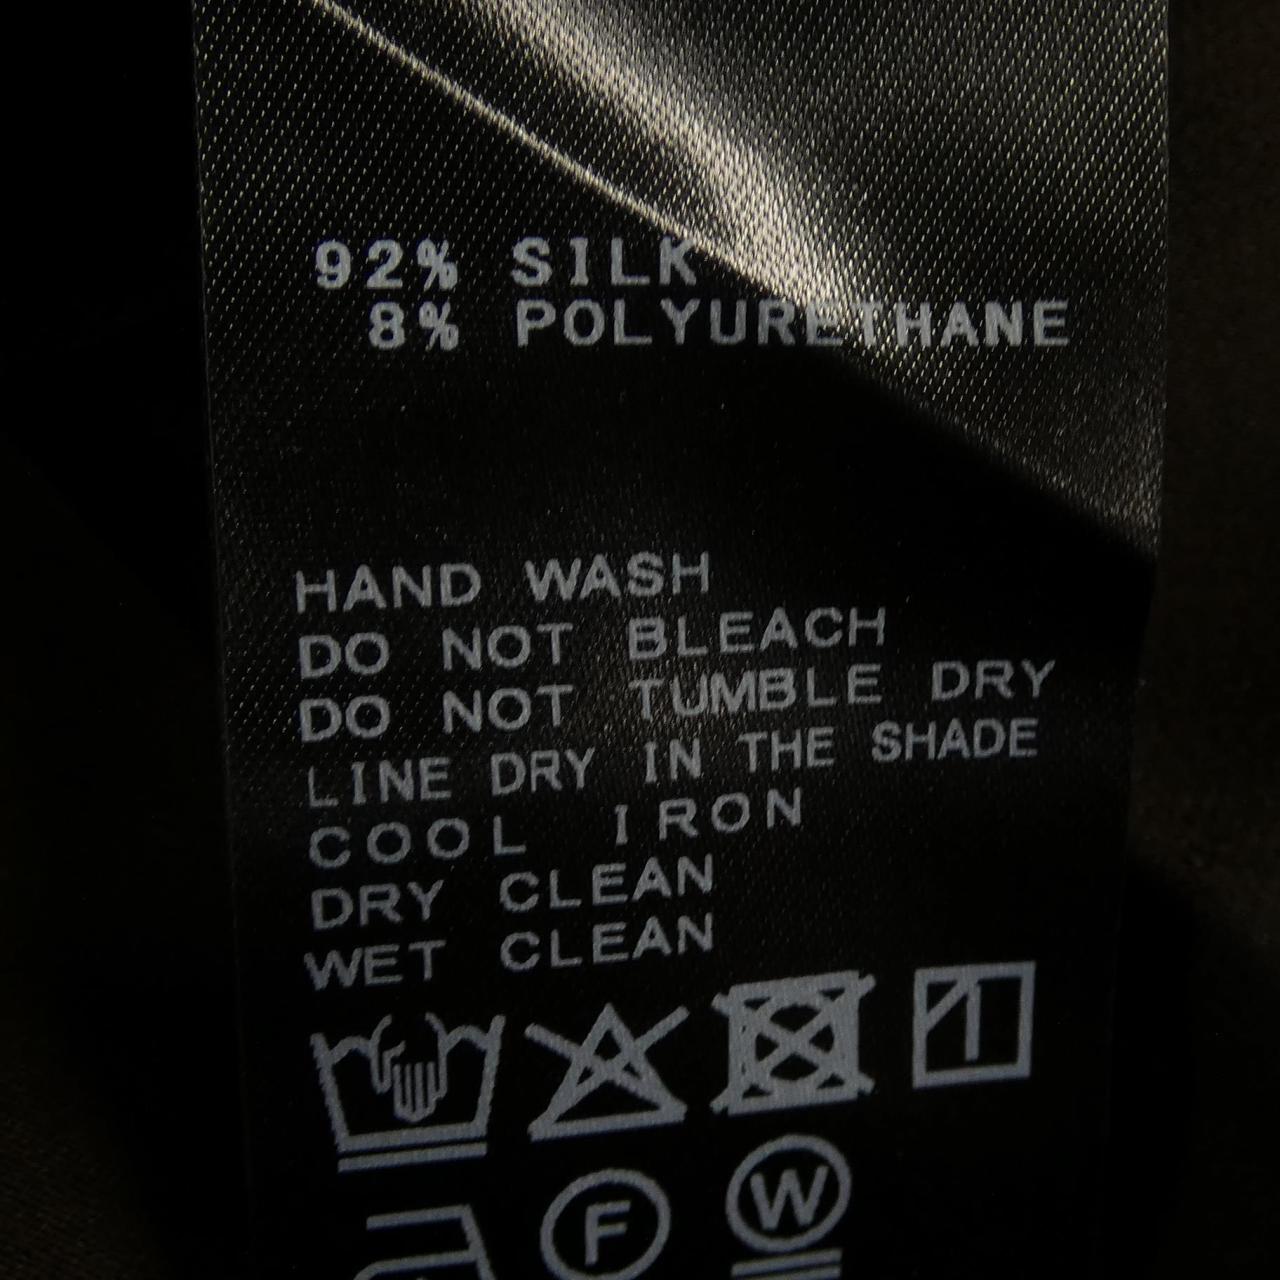 92% SILK
8% POLYURETHANE
HAND WASH
DO NOT BLEACH
DO NOT TUMBLE DRY
LINE DRY IN THE SHADE
COOL IRON
DRY CLEAN
WET CLEAN
F W